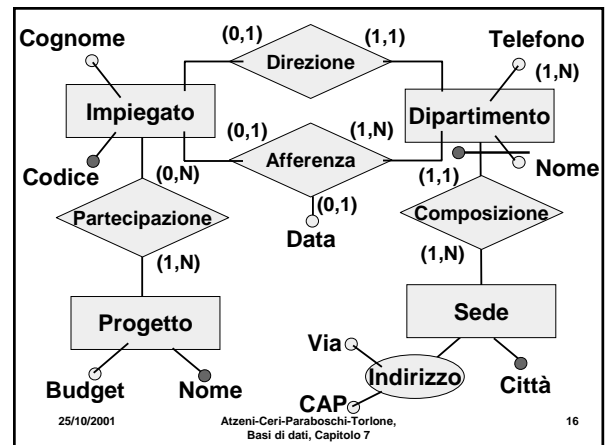 Cognome
(0,1)
(1,1)
Telefono
Direzione
(1,N)
Impiegato
Dipartimento
(0,1)
(1,N)
Afferenza
Codice
(0,N)
(1,1)
Nome
(0,1)
Partecipazione
Data
Composizione
(1,N)
(1,N)
Progetto
Sede
Via
Indirizzo
Budget
Nome
CAP
Città
25/10/2001
Atzeni-Ceri-Paraboschi-Torlone,
Basi di dati, Capitolo 7
16